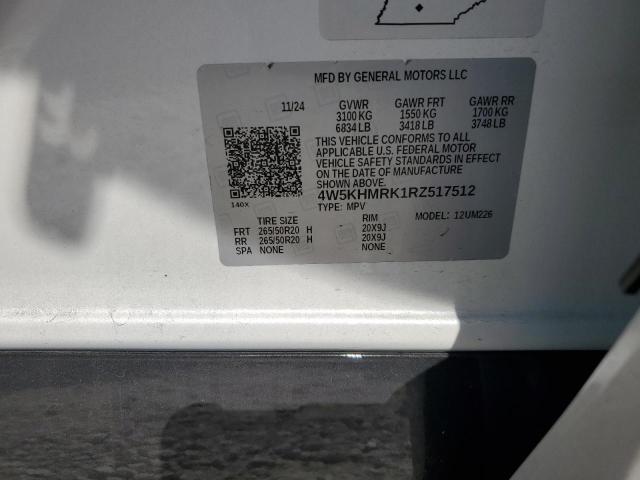 MFD BY GENERAL MOTORS LLC
11/24 GVWR GAWR FRT GAWR RR
3100 KG 1550 KG 1700 KG
6834 LB 3418 LB 3748 LB
THIS VEHICLE CONFORMS TO ALL
APPLICABLE U.S. FEDERAL MOTOR
VEHICLE SAFETY STANDARDS IN EFFECT
ON THE DATE OF MANUFACTURE
SHOWN ABOVE.
4W5KHMRK1RZ517512
140X TYPE: MPV
TIRE SIZE RIM MODEL: 12UM226
FRT 265/50R20 H 20X9J
RR 265/50R20 H 20X9J
SPA NONE NONE